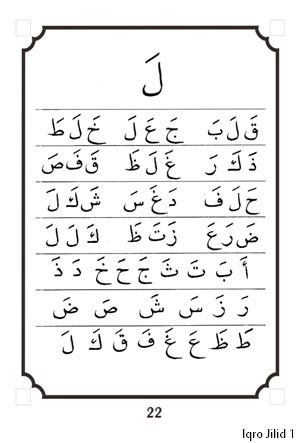 لَ
قَ لَ بَ جَ عَ لَ خَ لَ طَ
ذَ كَ رَ غَ لَ ظَ قَ فَ صَ
حَ لَ فَ دَ غَ سَ شَ كَ لَ
ضَ رَ عَ زَ تَ ظَ كَ لَ لَ
أَ بَ تَ ثَ جَ حَ خَ دَ ذَ
رَ زَ سَ شَ صَ ضَ
طَ ظَ عَ غَ فَ قَ كَ لَ
22
Iqro Jilid 1